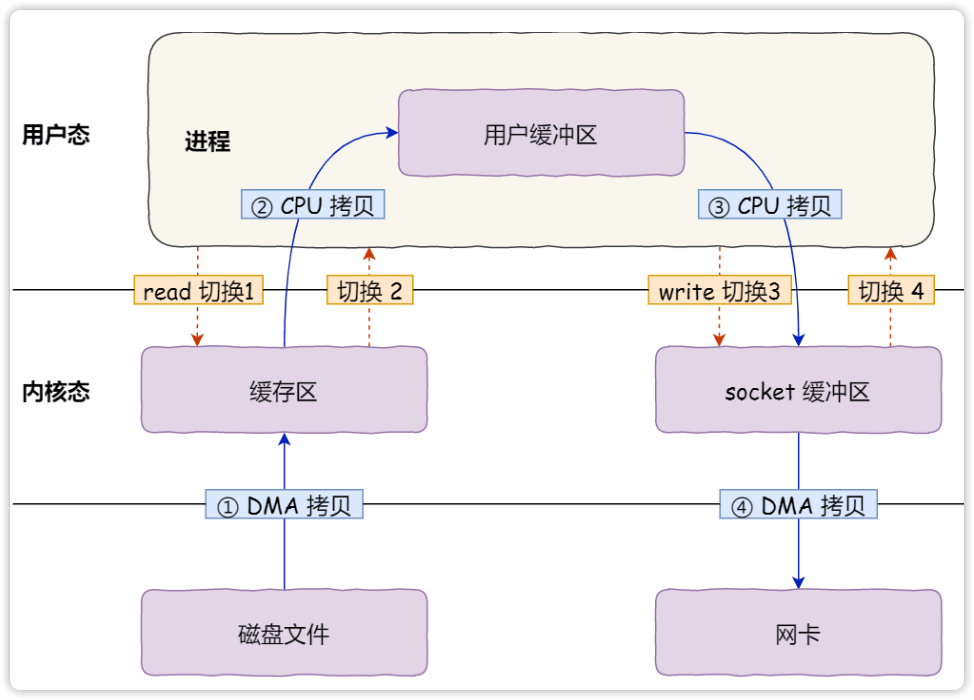 用户态
进程
用户缓冲区
② CPU 拷贝
③ CPU 拷贝
read 切换1
切换 2
write 切换3
切换 4
内核态
缓存区
socket 缓冲区
① DMA 拷贝
④ DMA 拷贝
磁盘文件
网卡